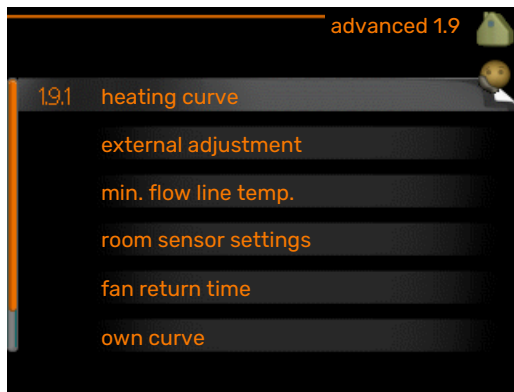 advanced 1.9
1.9.1 heating curve
external adjustment
min. flow line temp.
room sensor settings
fan return time
own curve